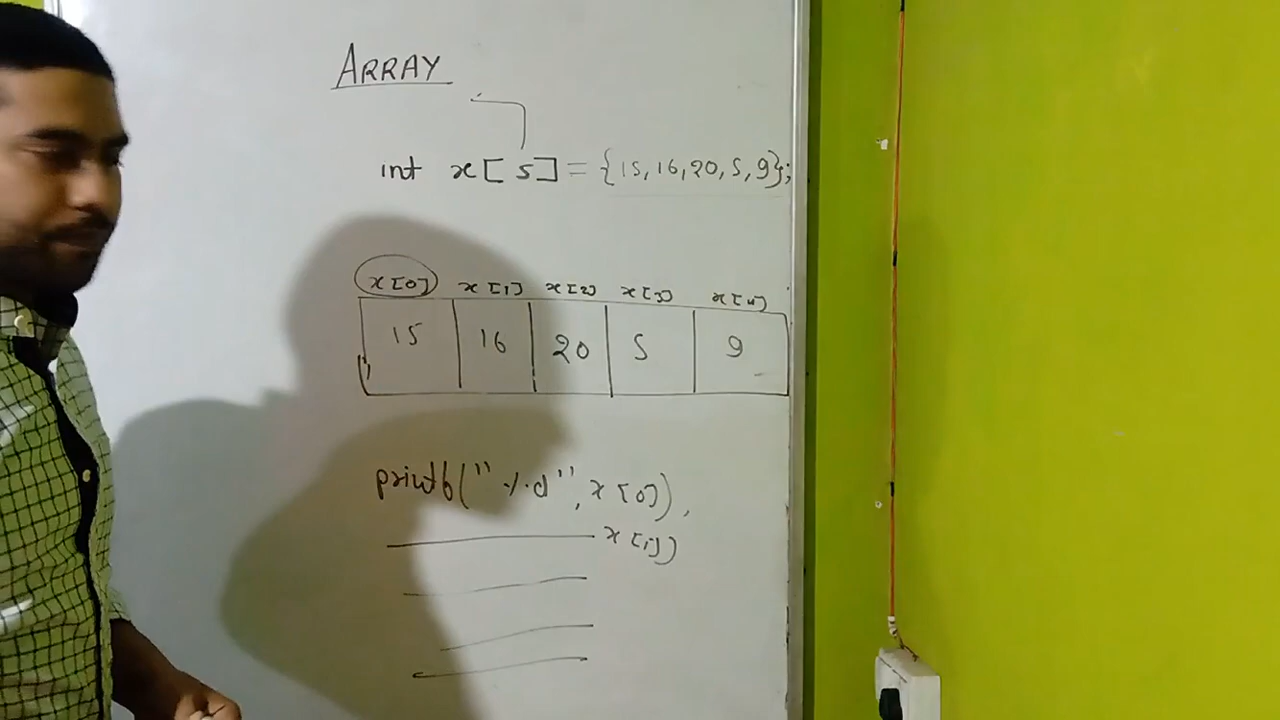 ARRAY
int x[5] = {15,16,20,5,9};
x[0] x[1] x[2] x[3] x[4]
15 16 20 5 9
printf("%d", x[0]),
x[1])